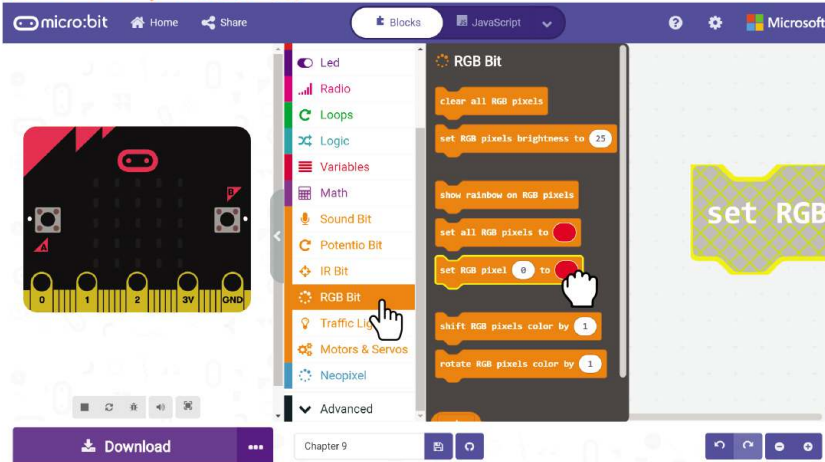 micro:bit
Home
Share
Blocks
JavaScript
Microsoft
Led
Radio
Loops
Logic
Variables
Math
Sound Bit
Potentio Bit
IR Bit
RGB Bit
Traffic
Motors & Servos
Neopixel
Advanced
RGB Bit
clear all RGB pixels
set RGB pixels brightness to 25
show rainbow on RGB pixels
set all RGB pixels to
set RGB pixel 0 to
shift RGB pixels color by 1
rotate RGB pixels color by 1
set RGB
B
A
0 1 2 3V GND
Download
Chapter 9